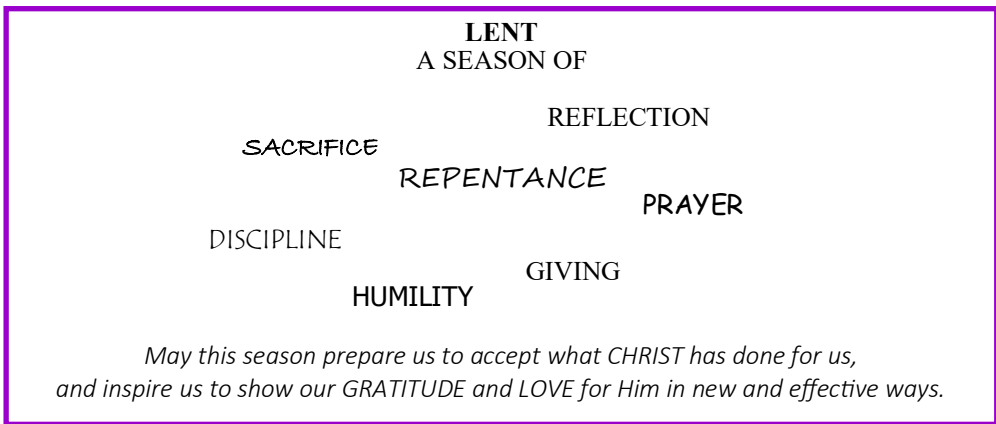 LENT
A SEASON OF
REFLECTION
SACRIFICE
REPENTANCE
PRAYER
DISCIPLINE
GIVING
HUMILITY
May this season prepare us to accept what CHRIST has done for us,
and inspire us to show our GRATITUDE and LOVE for Him in new and effective ways.